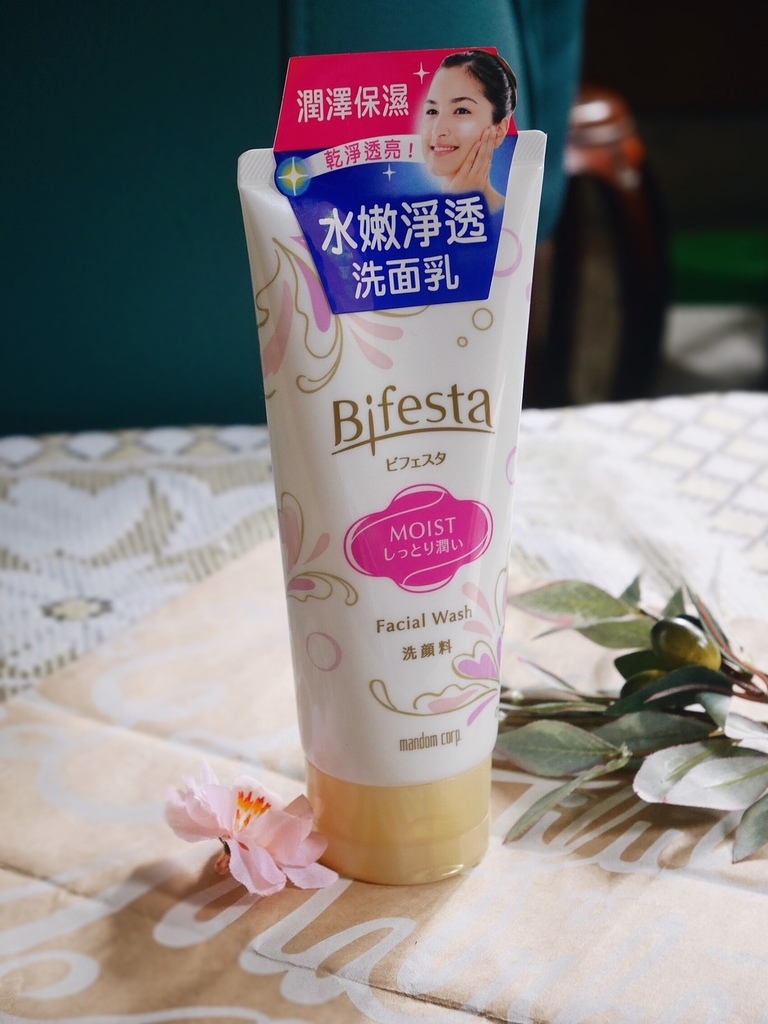 潤澤保濕
乾淨透亮！
水嫩淨透
洗面乳
Bifesta
ビフェスタ
MOIST
しっとり潤い
Facial Wash
洗顔料
mandom corp.